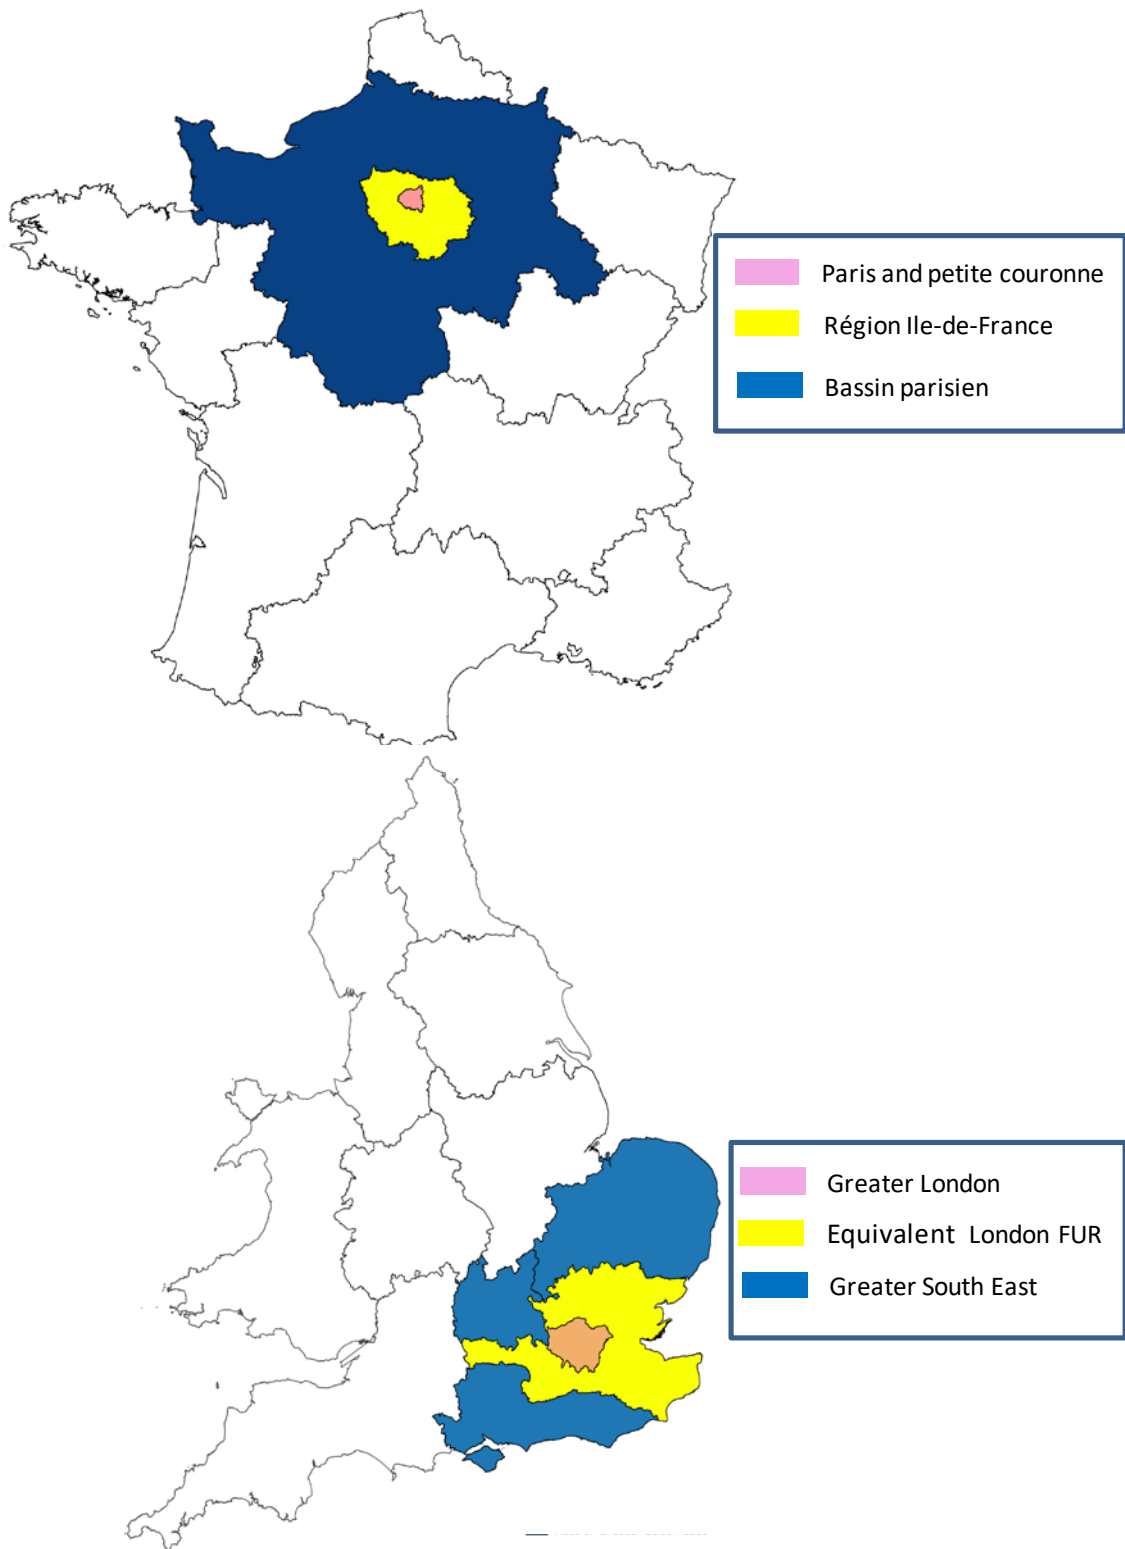 Paris and petite couronne
Région Ile-de-France
Bassin parisien
Greater London
Equivalent London FUR
Greater South East